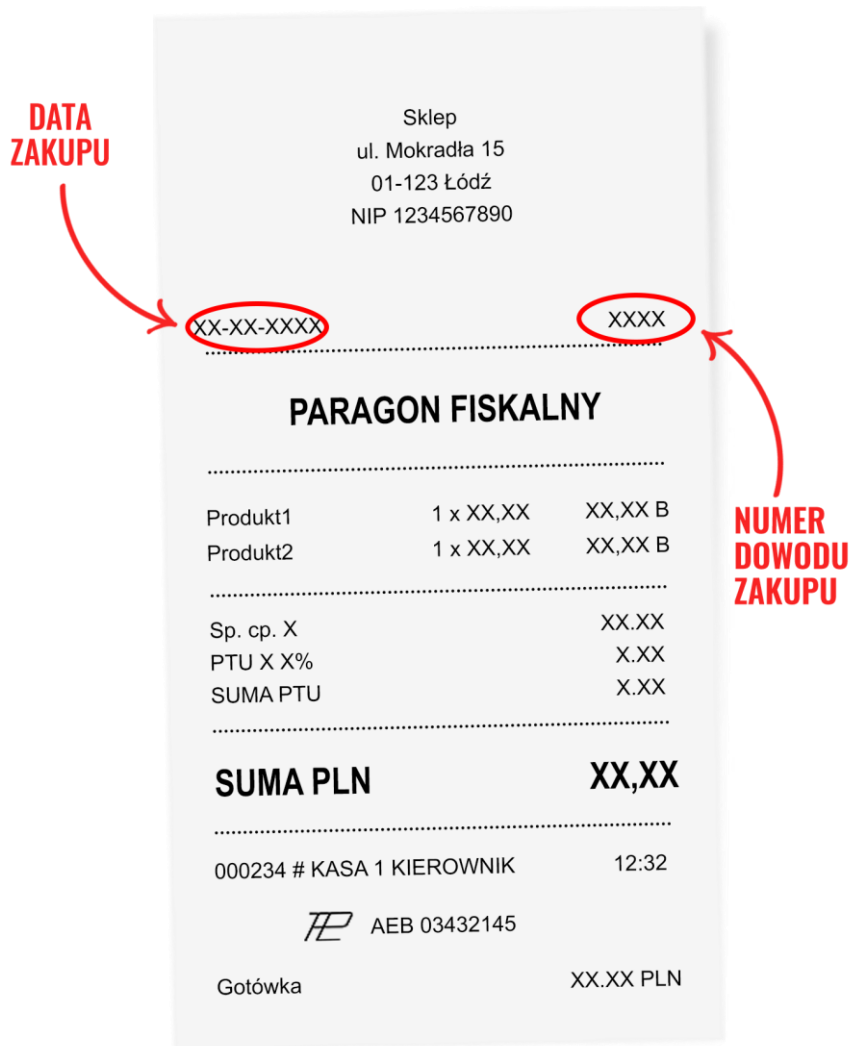 DATA
ZAKUPU
Sklep
ul. Mokradła 15
01-123 Łódź
NIP 1234567890
XX-XX-XXXX XXXX
PARAGON FISKALNY
Produkt1 1 x XX,XX XX,XX B
Produkt2 1 x XX,XX XX,XX B
NUMER
DOWODU
ZAKUPU
Sp. cp. X XX.XX
PTU X X% X.XX
SUMA PTU X.XX
SUMA PLN XX,XX
000234 # KASA 1 KIEROWNIK 12:32
PL AEB 03432145
Gotówka XX.XX PLN